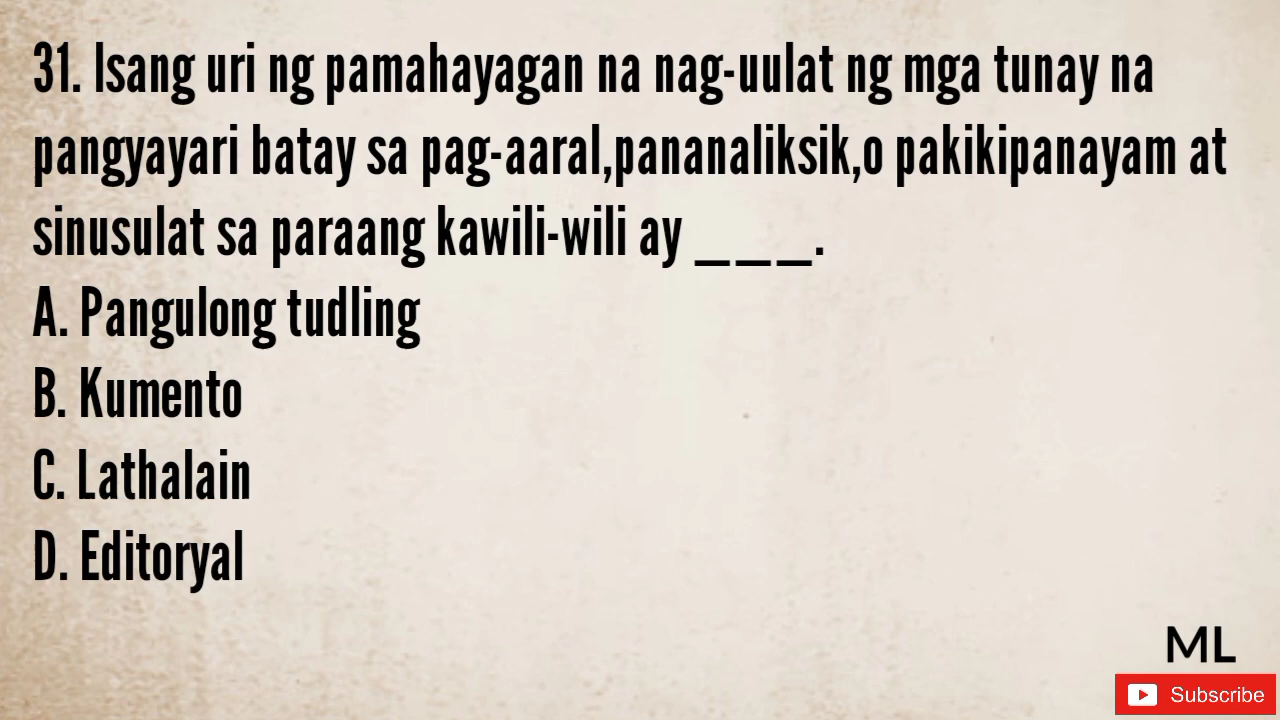 31. Isang uri ng pamahayagan na nag-uulat ng mga tunay na
pangyayari batay sa pag-aaral,pananaliksik,o pakikipanayam at
sinusulat sa paraang kawili-wili ay ___.
A. Pangulong tudling
B. Kumento
C. Lathalain
D. Editoryal
ML
Subscribe